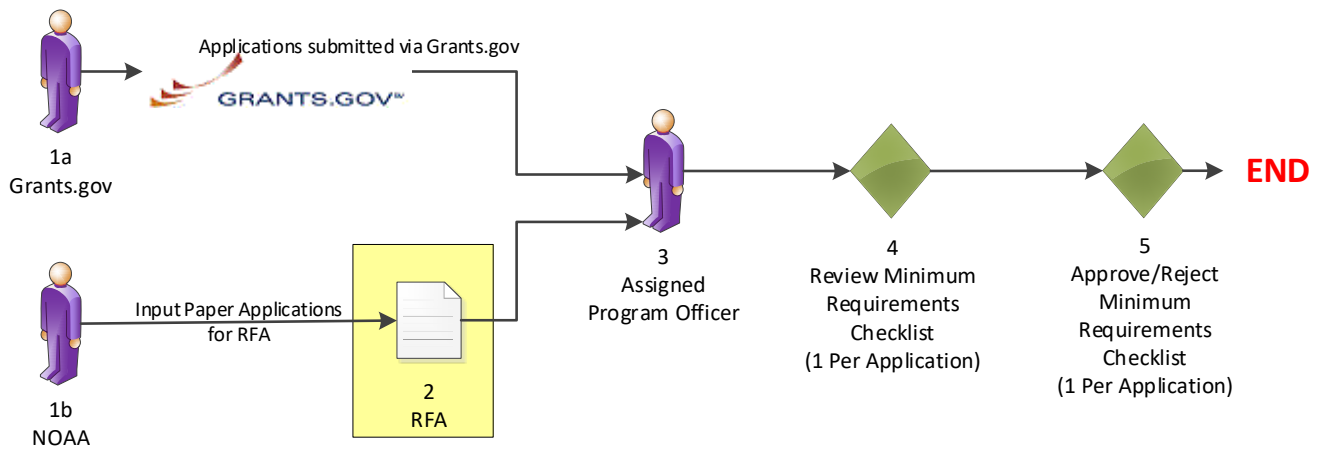 Applications submitted via Grants.gov
GRANTS.GOV℠
1a
Grants.gov
Input Paper Applications
for RFA
1b
NOAA
2
RFA
3
Assigned
Program Officer
4
Review Minimum
Requirements
Checklist
(1 Per Application)
5
Approve/Reject
Minimum
Requirements
Checklist
(1 Per Application)
END